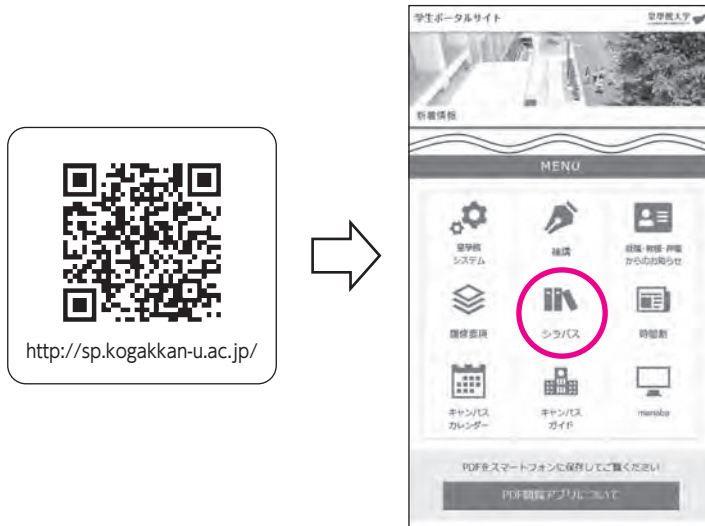 http://sp.kogakkan-u.ac.jp/
学生ポータルサイト
皇學館大学
新着情報
MENU
皇學館
システム
補講
就職・教職・神職
からのお知らせ
履修要項
シラバス
時間割
キャンパス
カレンダー
キャンパス
ガイド
manaba
PDFをスマートフォンに保存してご覧ください
PDF閲覧アプリについて